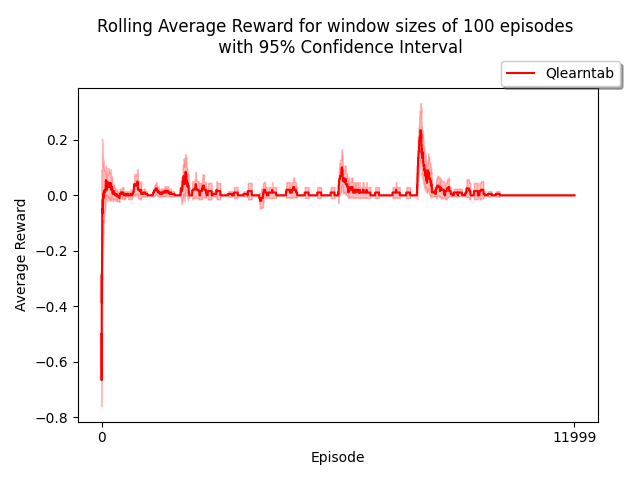 Rolling Average Reward for window sizes of 100 episodes
with 95% Confidence Interval
Qlearntab
0.2
0.0
−0.2
−0.4
−0.6
−0.8
Average Reward
0
11999
Episode